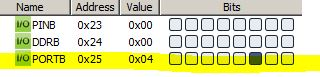 Name Address Value Bits
I/O PINB 0x23 0x00
I/O DDRB 0x24 0x00
I/O PORTB 0x25 0x04